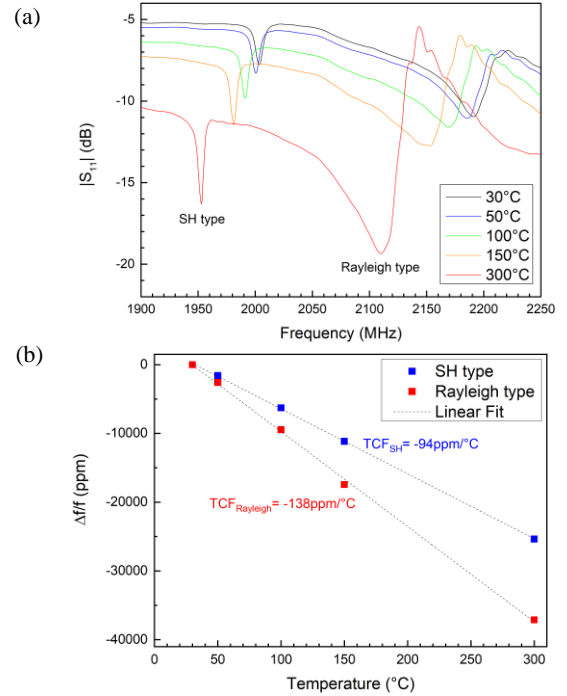 (a)
-5
-10
-15
-20
|S11| (dB)
SH type
Rayleigh type
30°C
50°C
100°C
150°C
300°C
1900 1950 2000 2050 2100 2150 2200 2250
Frequency (MHz)
(b)
0
-10000
-20000
-30000
-40000
Δf/f (ppm)
SH type
Rayleigh type
Linear Fit
TCFSH= -94ppm/°C
TCFRayleigh= -138ppm/°C
0 50 100 150 200 250 300
Temperature (°C)